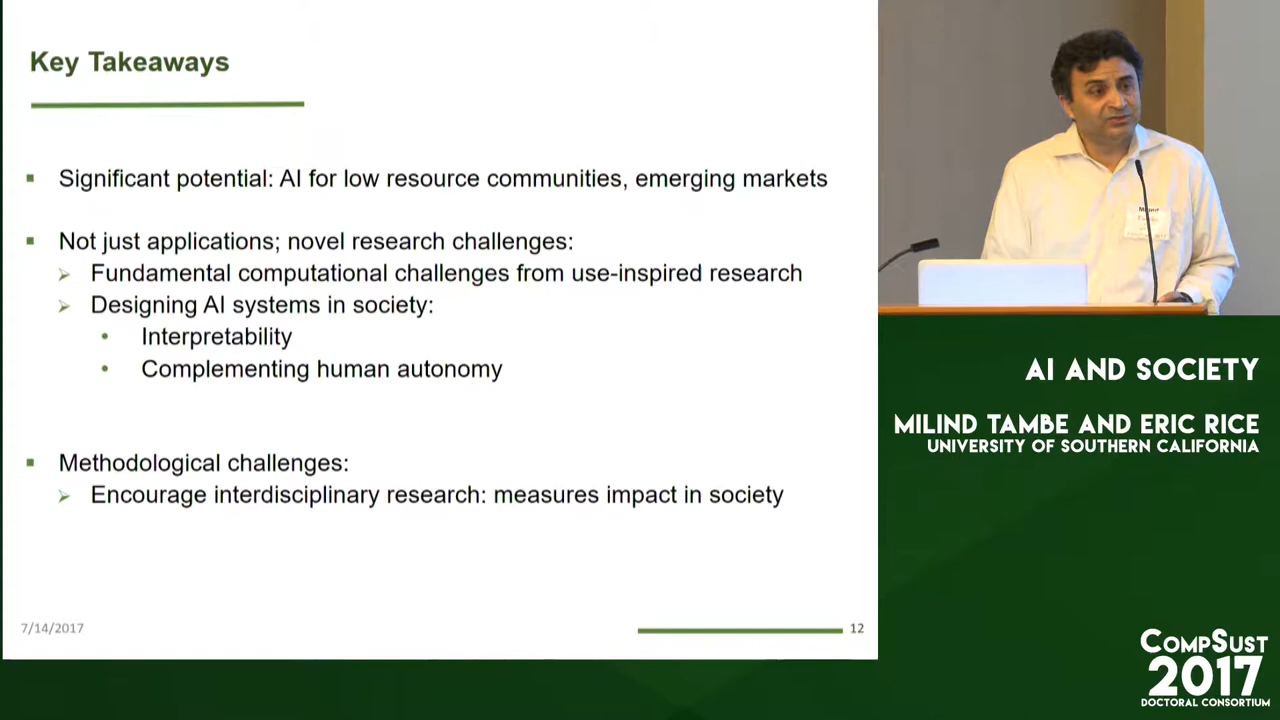 Key Takeaways
Significant potential: AI for low resource communities, emerging markets
Not just applications; novel research challenges:
Fundamental computational challenges from use-inspired research
Designing AI systems in society:
Interpretability
Complementing human autonomy
Methodological challenges:
Encourage interdisciplinary research: measures impact in society
7/14/2017
12
AI AND SOCIETY
MILIND TAMBE AND ERIC RICE
UNIVERSITY OF SOUTHERN CALIFORNIA
COMPSUST
2017
DOCTORAL CONSORTIUM